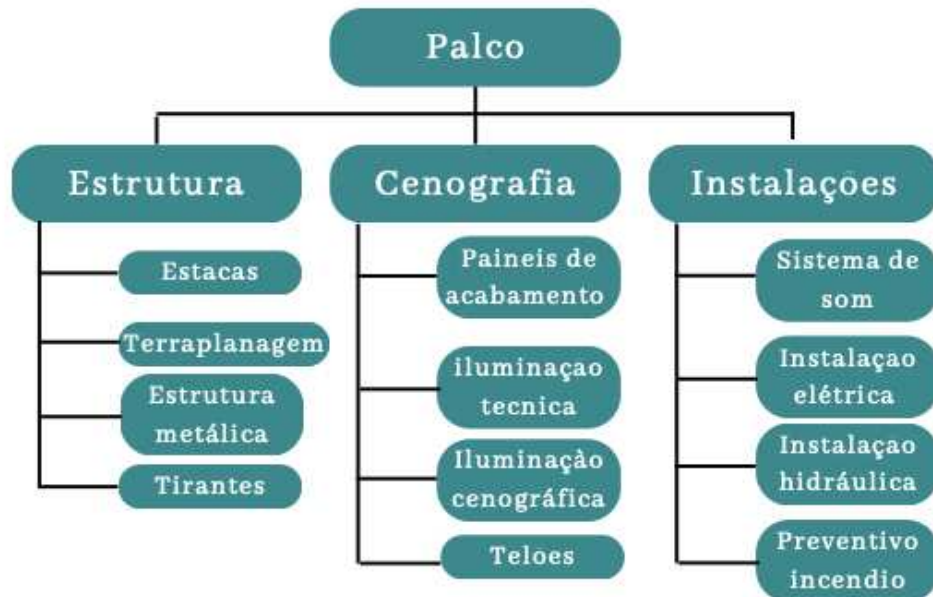 Palco
Estrutura
Estacas
Terraplanagem
Estrutura
metálica
Tirantes
Cenografia
Paineis de
acabamento
iluminaçao
tecnica
Iluminaçào
cenográfica
Teloes
Instalações
Sistema de
som
Instalaçao
elétrica
Instalaçao
hidráulica
Preventivo
incendio